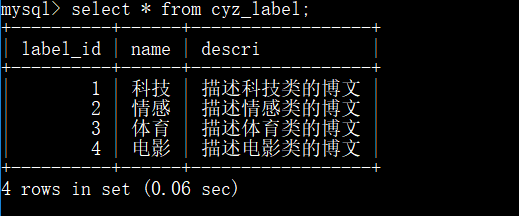 mysql> select * from cyz_label;
+----------+------+------------------+
| label_id | name | descri           |
+----------+------+------------------+
|        1 | 科技 | 描述科技类的博文 |
|        2 | 情感 | 描述情感类的博文 |
|        3 | 体育 | 描述体育类的博文 |
|        4 | 电影 | 描述电影类的博文 |
+----------+------+------------------+
4 rows in set (0.06 sec)